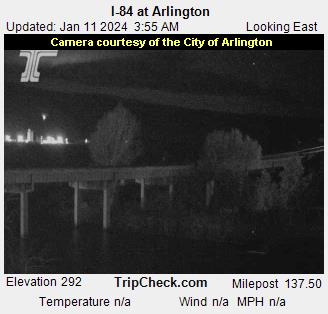 I-84 at Arlington
Updated: Jan 11 2024 3:55 AM Looking East
Camera courtesy of the City of Arlington
Elevation 292 TripCheck.com Milepost 137.50
Temperature n/a Wind n/a MPH n/a